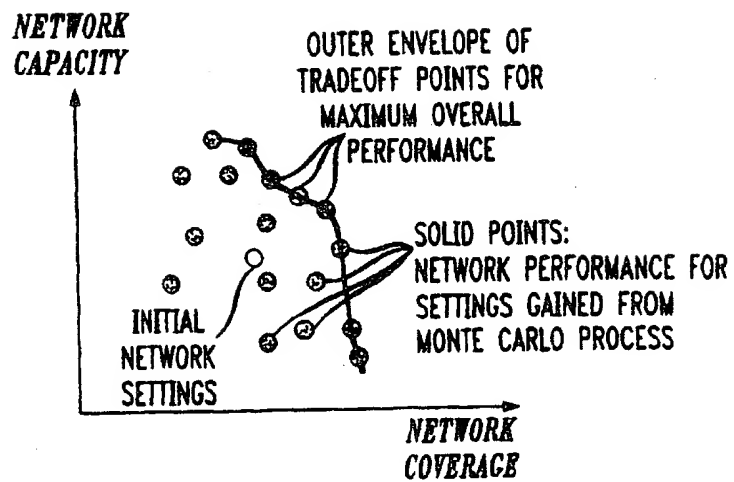 NETWORK
CAPACITY
OUTER ENVELOPE OF
TRADEOFF POINTS FOR
MAXIMUM OVERALL
PERFORMANCE
SOLID POINTS:
NETWORK PERFORMANCE FOR
SETTINGS GAINED FROM
MONTE CARLO PROCESS
INITIAL
NETWORK
SETTINGS
NETWORK
COVERAGE